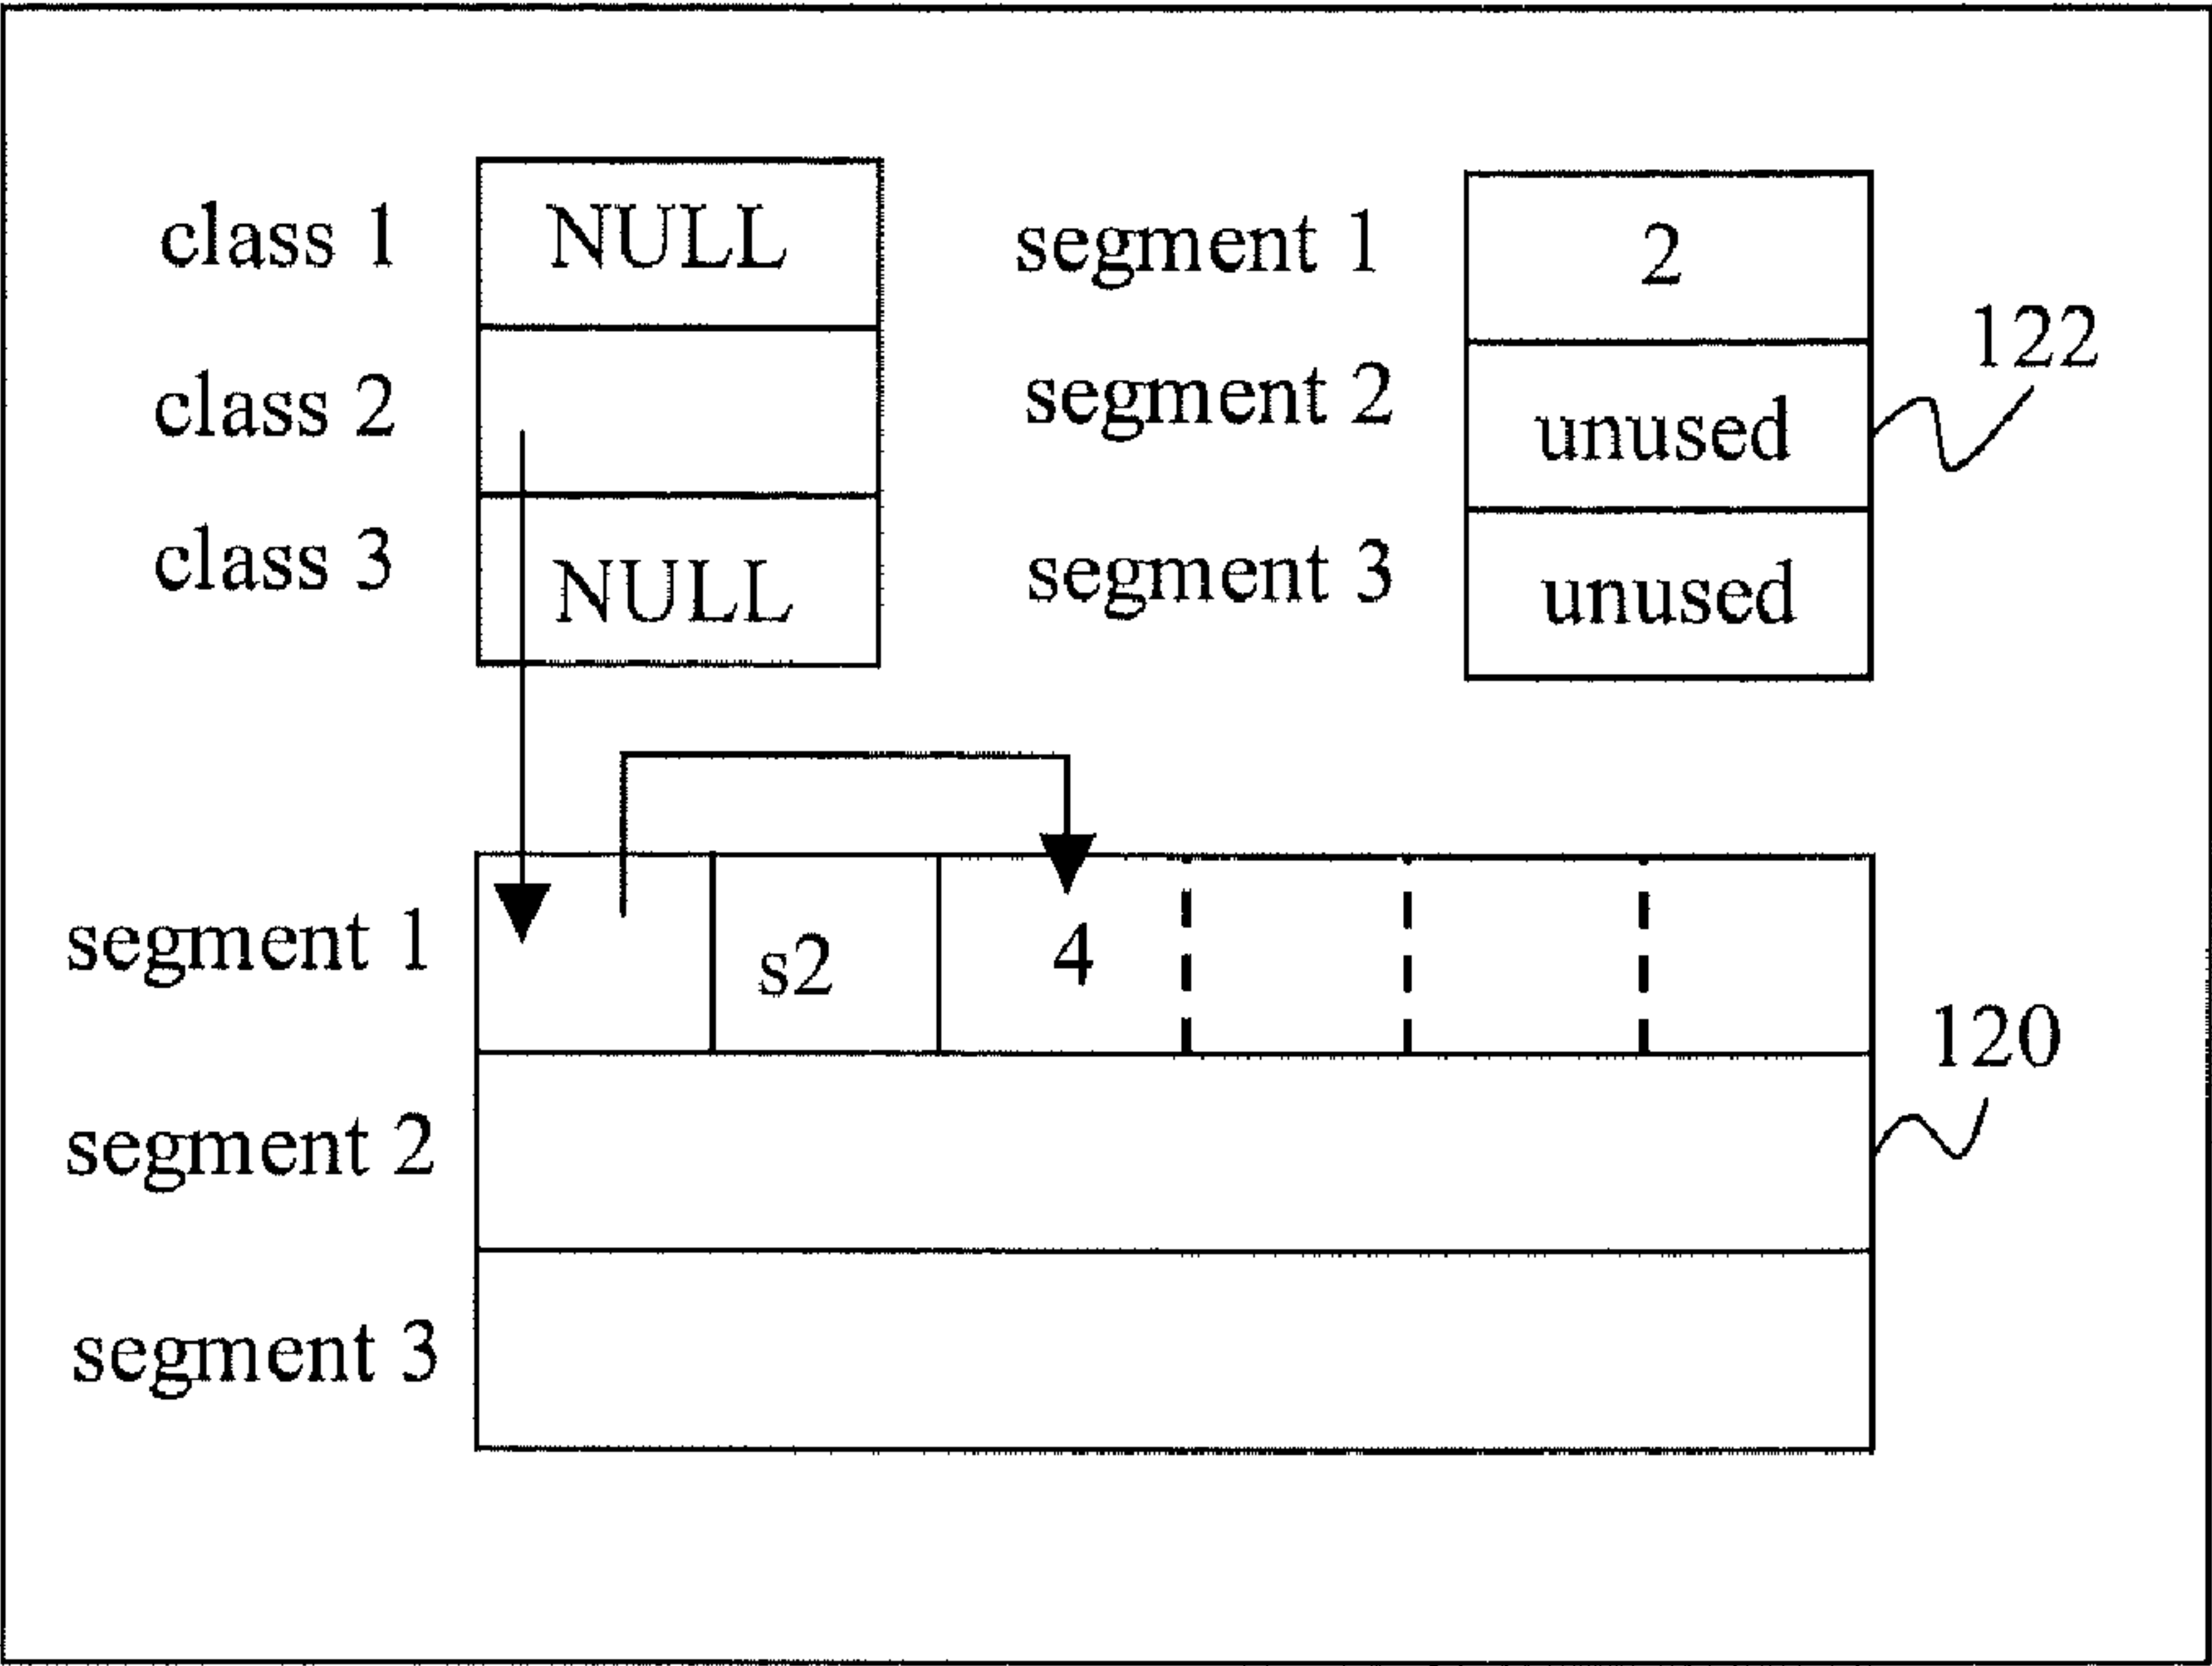 class 1 NULL segment 1 2
122
class 2 segment 2 unused
class 3 NULL segment 3 unused
segment 1 s2 4
120
segment 2
segment 3